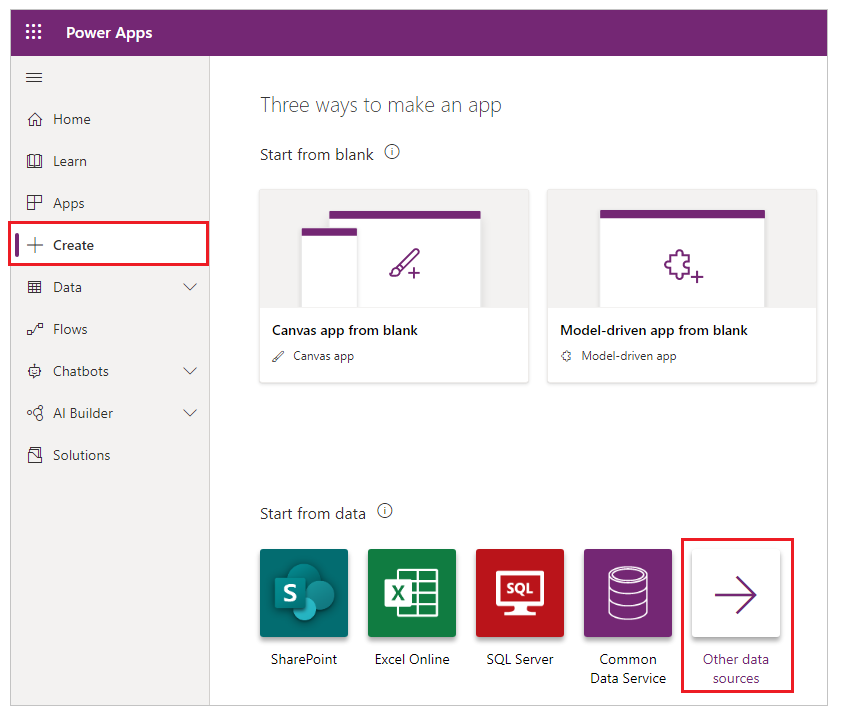 Power Apps
Home
Learn
Apps
Create
Data
Flows
Chatbots
AI Builder
Solutions
Three ways to make an app
Start from blank
Canvas app from blank
Canvas app
Model-driven app from blank
Model-driven app
Start from data
S
SharePoint
X
Excel Online
SQL
SQL Server
Common
Data Service
Other data
sources